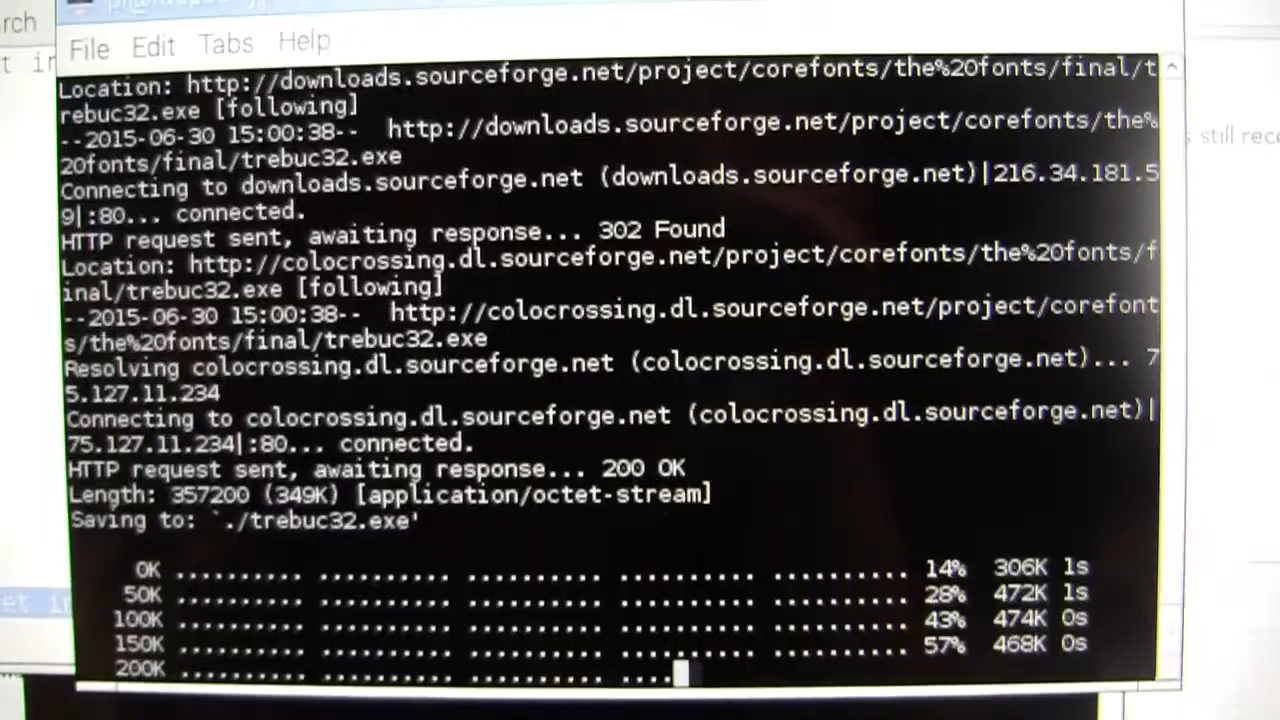 File Edit Tabs Help
Location: http://downloads.sourceforge.net/project/corefonts/the%20fonts/final/t
rebuc32.exe [following]
--2015-06-30 15:00:38--  http://downloads.sourceforge.net/project/corefonts/the%
20fonts/final/trebuc32.exe
Connecting to downloads.sourceforge.net (downloads.sourceforge.net)|216.34.181.5
9|:80... connected.
HTTP request sent, awaiting response... 302 Found
Location: http://colocrossing.dl.sourceforge.net/project/corefonts/the%20fonts/f
inal/trebuc32.exe [following]
--2015-06-30 15:00:38--  http://colocrossing.dl.sourceforge.net/project/corefont
s/the%20fonts/final/trebuc32.exe
Resolving colocrossing.dl.sourceforge.net (colocrossing.dl.sourceforge.net)... 7
5.127.11.234
Connecting to colocrossing.dl.sourceforge.net (colocrossing.dl.sourceforge.net)|
75.127.11.234|:80... connected.
HTTP request sent, awaiting response... 200 OK
Length: 357200 (349K) [application/octet-stream]
Saving to: `./trebuc32.exe'
0K .......... .......... .......... .......... .......... 14% 306K 1s
50K .......... .......... .......... .......... .......... 28% 472K 1s
100K .......... .......... .......... .......... .......... 43% 474K 0s
150K .......... .......... .......... .......... .......... 57% 468K 0s
200K .......... .......... .......... ....
still